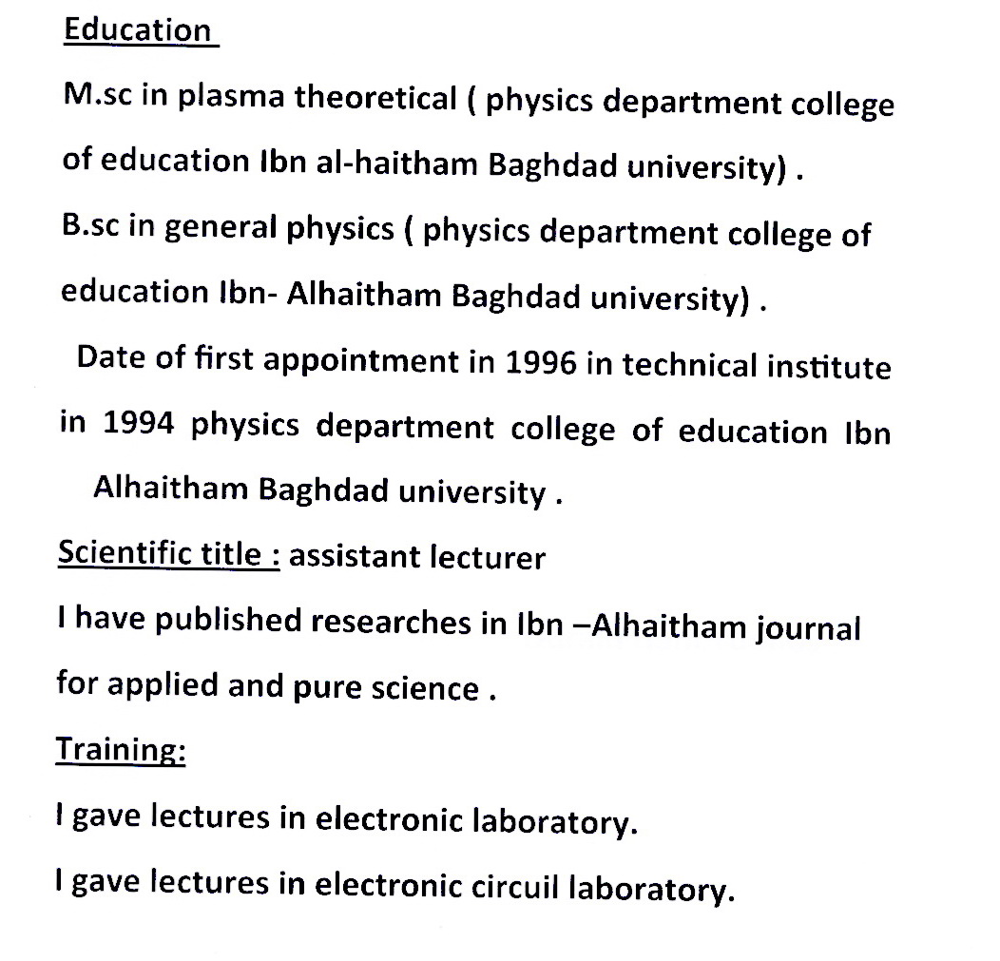 Education
M.sc in plasma theoretical ( physics department college
of education Ibn al-haitham Baghdad university) .
B.sc in general physics ( physics department college of
education Ibn- Alhaitham Baghdad university) .
Date of first appointment in 1996 in technical institute
in 1994 physics department college of education Ibn
Alhaitham Baghdad university .
Scientific title : assistant lecturer
I have published researches in Ibn –Alhaitham journal
for applied and pure science .
Training:
I gave lectures in electronic laboratory.
I gave lectures in electronic circuil laboratory.